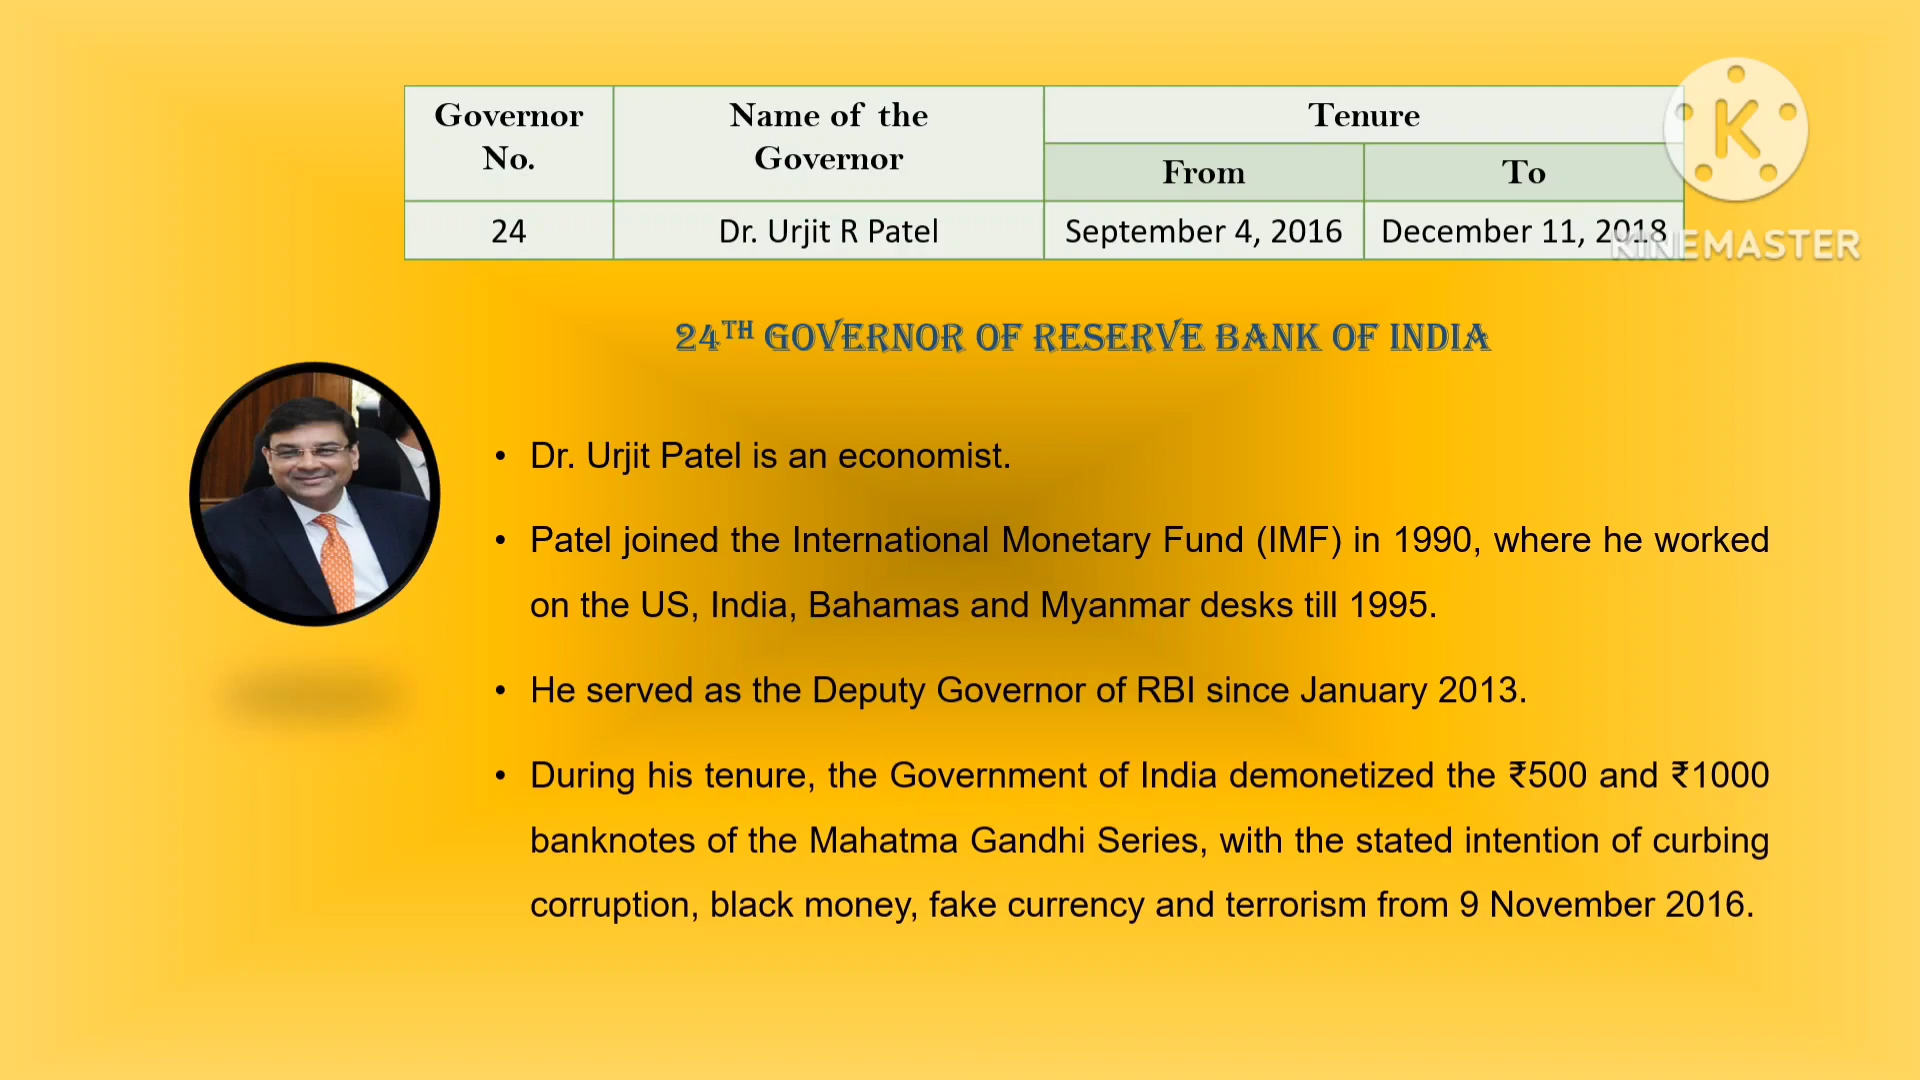 Governor No.
Name of the Governor
Tenure
From
To
24
Dr. Urjit R Patel
September 4, 2016
December 11, 2018
K
KINEMASTER
24TH GOVERNOR OF RESERVE BANK OF INDIA
• Dr. Urjit Patel is an economist.
• Patel joined the International Monetary Fund (IMF) in 1990, where he worked
on the US, India, Bahamas and Myanmar desks till 1995.
• He served as the Deputy Governor of RBI since January 2013.
• During his tenure, the Government of India demonetized the ₹500 and ₹1000
banknotes of the Mahatma Gandhi Series, with the stated intention of curbing
corruption, black money, fake currency and terrorism from 9 November 2016.